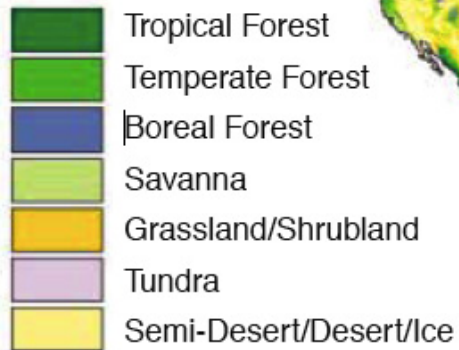 Tropical Forest
Temperate Forest
Boreal Forest
Savanna
Grassland/Shrubland
Tundra
Semi-Desert/Desert/Ice